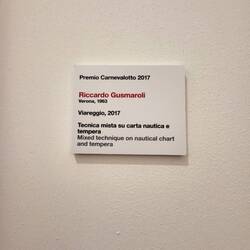 Premio Carnevalotto 2017
Riccardo Gusmaroli
Verona, 1963
Viareggio, 2017
Tecnica mista su carta nautica e
tempera
Mixed technique on nautical chart
and tempera